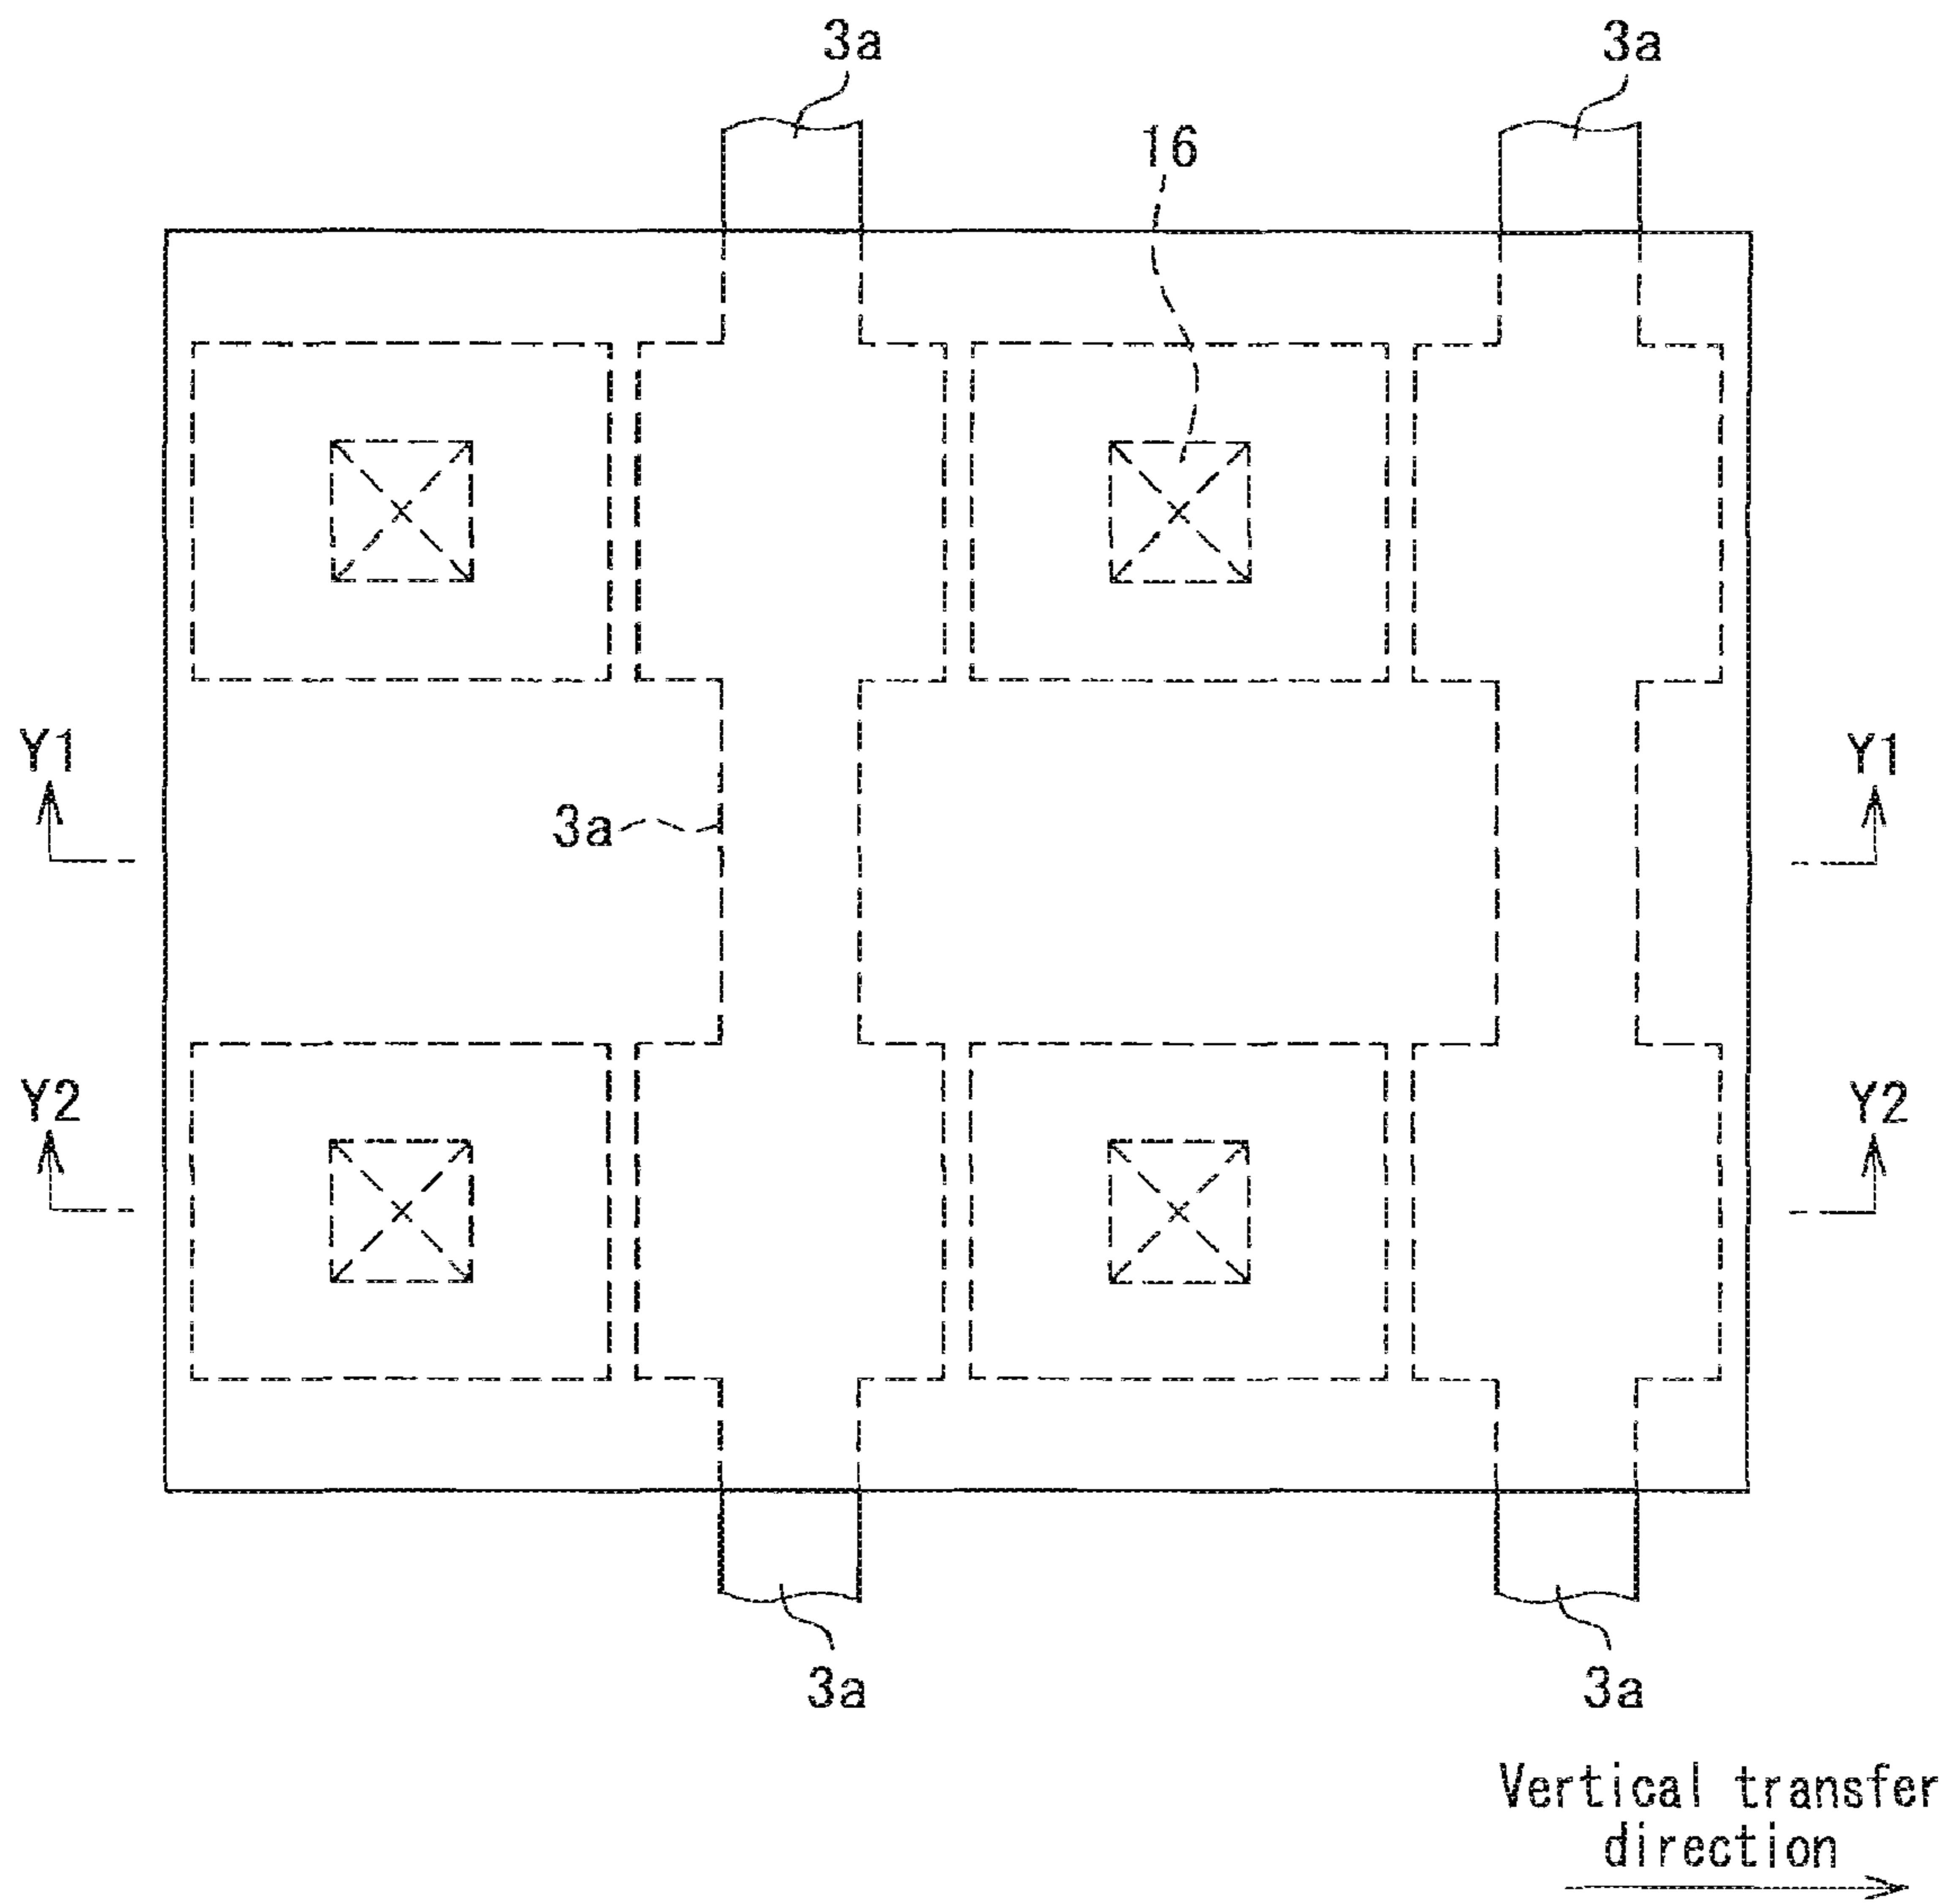 3a
3a
16
Y1
Y1
3a
Y2
Y2
3a
3a
Vertical transfer
direction